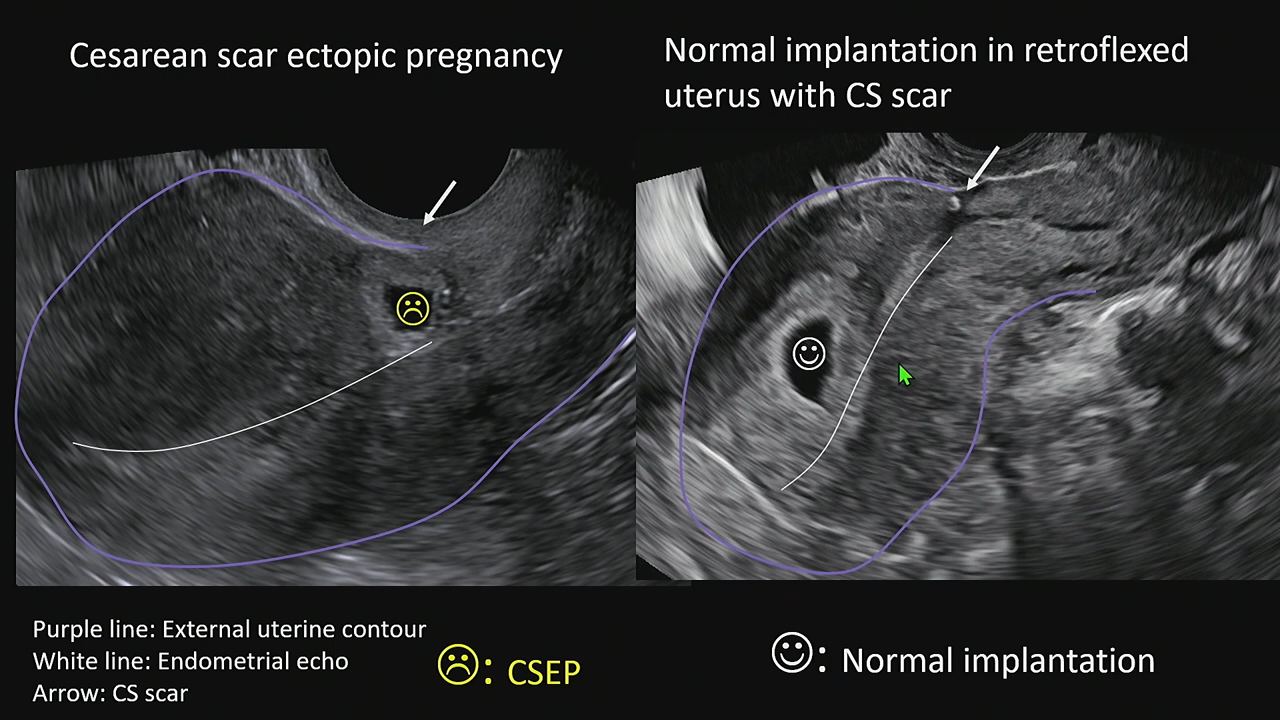 Cesarean scar ectopic pregnancy
Normal implantation in retroflexed
uterus with CS scar
Purple line: External uterine contour
White line: Endometrial echo
Arrow: CS scar
: CSEP
: Normal implantation